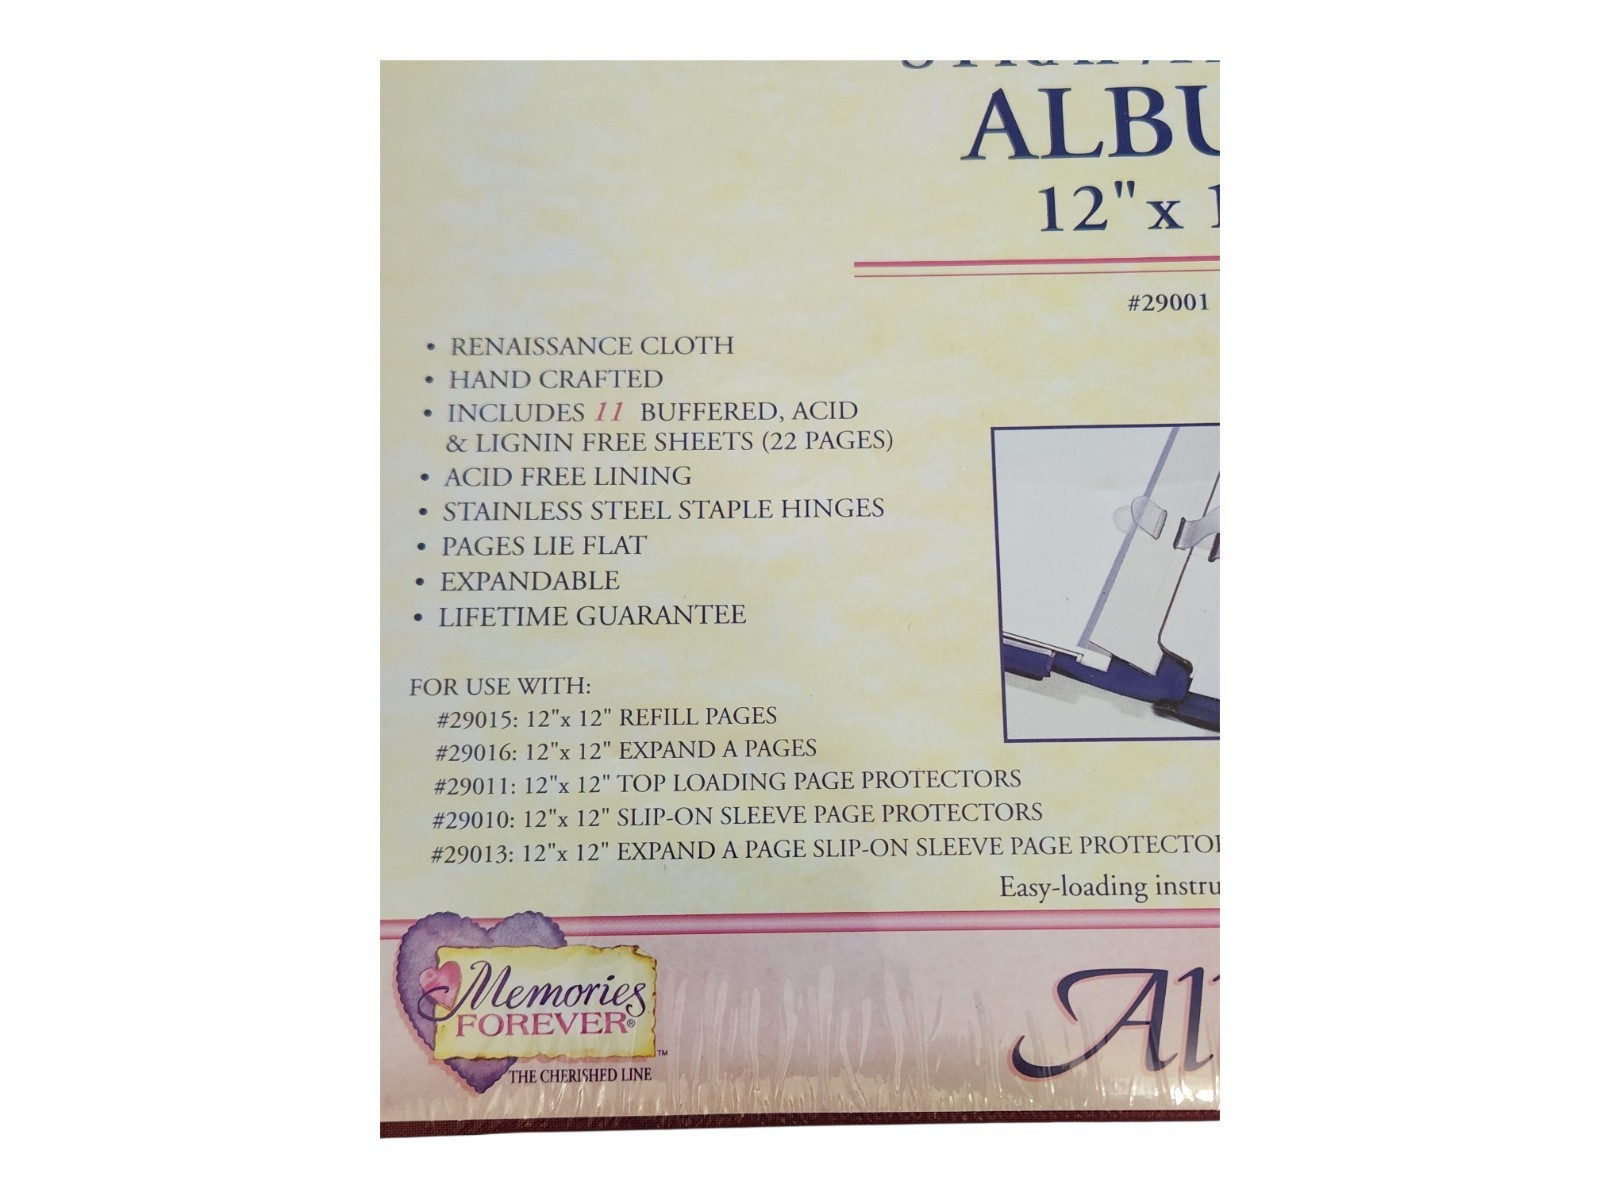 ALBU
12" x 1
#29001
• RENAISSANCE CLOTH
• HAND CRAFTED
• INCLUDES 11 BUFFERED, ACID
& LIGNIN FREE SHEETS (22 PAGES)
• ACID FREE LINING
• STAINLESS STEEL STAPLE HINGES
• PAGES LIE FLAT
• EXPANDABLE
• LIFETIME GUARANTEE
FOR USE WITH:
#29015: 12"x 12" REFILL PAGES
#29016: 12"x 12" EXPAND A PAGES
#29011: 12"x 12" TOP LOADING PAGE PROTECTORS
#29010: 12"x 12" SLIP-ON SLEEVE PAGE PROTECTORS
#29013: 12"x 12" EXPAND A PAGE SLIP-ON SLEEVE PAGE PROTECTOR
Easy-loading instru
Memories
FOREVER®
™
THE CHERISHED LINE
Al